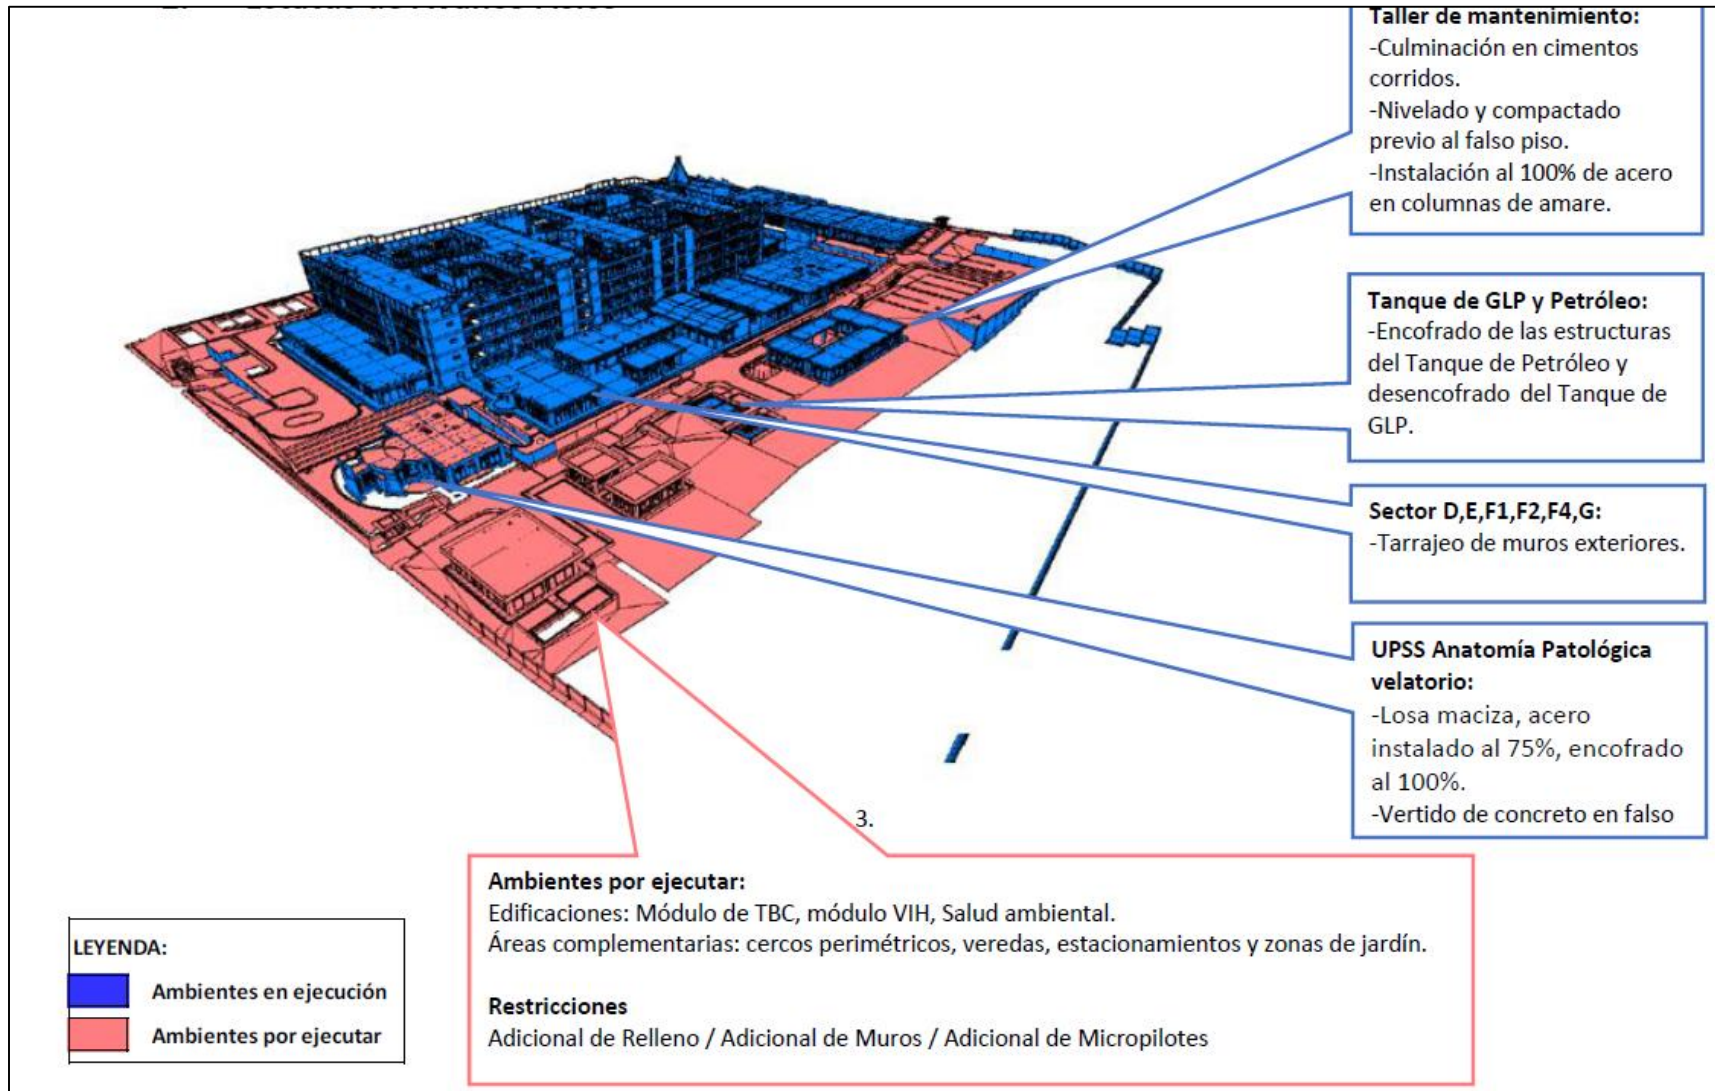 Taller de mantenimiento:
-Culminación en cimentos
corridos.
-Nivelado y compactado
previo al falso piso.
-Instalación al 100% de acero
en columnas de amare.
Tanque de GLP y Petróleo:
-Encofrado de las estructuras
del Tanque de Petróleo y
desencofrado del Tanque de
GLP.
Sector D,E,F1,F2,F4,G:
-Tarrajeo de muros exteriores.
UPSS Anatomía Patológica
velatorio:
-Losa maciza, acero
instalado al 75%, encofrado
al 100%.
-Vertido de concreto en falso
3.
Ambientes por ejecutar:
Edificaciones: Módulo de TBC, módulo VIH, Salud ambiental.
Áreas complementarias: cercos perimétricos, veredas, estacionamientos y zonas de jardín.
Restricciones
Adicional de Relleno / Adicional de Muros / Adicional de Micropilotes
LEYENDA:
Ambientes en ejecución
Ambientes por ejecutar